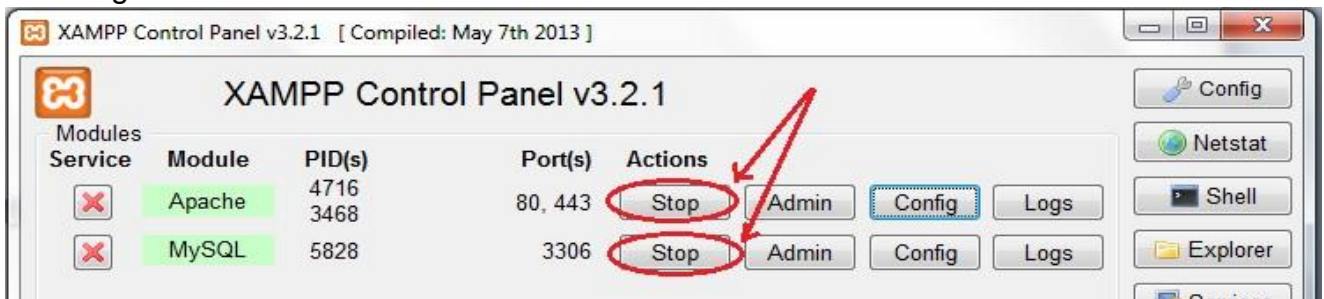 XAMPP Control Panel v3.2.1 [ Compiled: May 7th 2013 ]
XAMPP Control Panel v3.2.1
Config
Modules
Service Module PID(s) Port(s) Actions
Netstat
Apache 4716 3468 80, 443 Stop Admin Config Logs
Shell
MySQL 5828 3306 Stop Admin Config Logs
Explorer